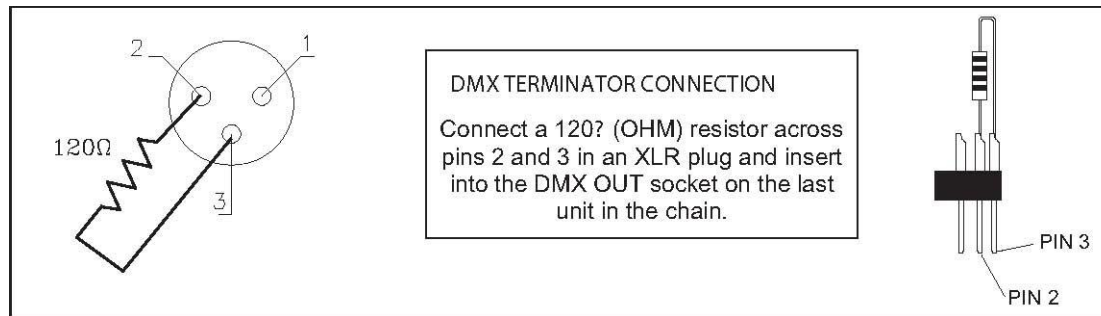 2
1
120Ω
3
DMX TERMINATOR CONNECTION
Connect a 120? (OHM) resistor across
pins 2 and 3 in an XLR plug and insert
into the DMX OUT socket on the last
unit in the chain.
PIN 3
PIN 2